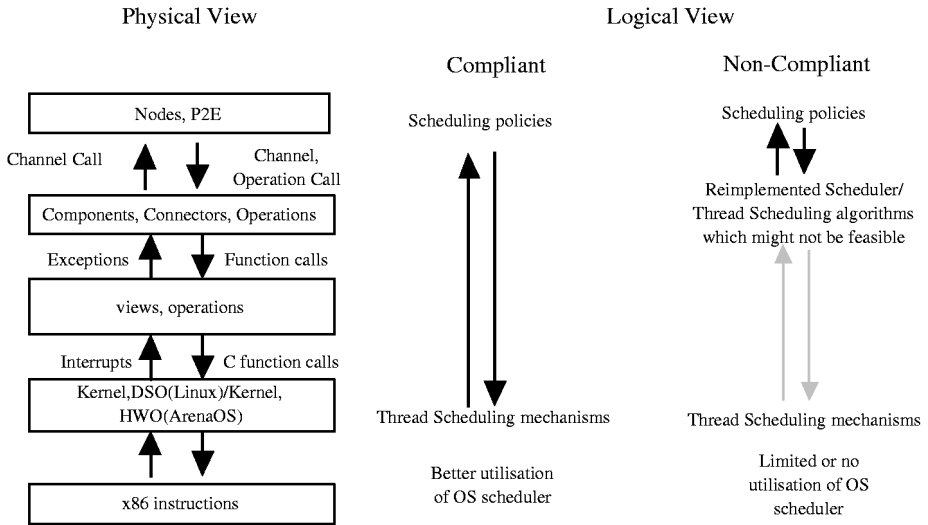 Physical View
Logical View
Compliant
Non-Compliant
Nodes, P2E
Channel Call
Channel,
Operation Call
Components, Connectors, Operations
Exceptions
Function calls
views, operations
Interrupts
C function calls
Kernel,DSO(Linux)/Kernel,
HWO(ArenaOS)
x86 instructions
Scheduling policies
Thread Scheduling mechanisms
Better utilisation
of OS scheduler
Scheduling policies
Reimplemented Scheduler/
Thread Scheduling algorithms
which might not be feasible
Thread Scheduling mechanisms
Limited or no
utilisation of OS
scheduler